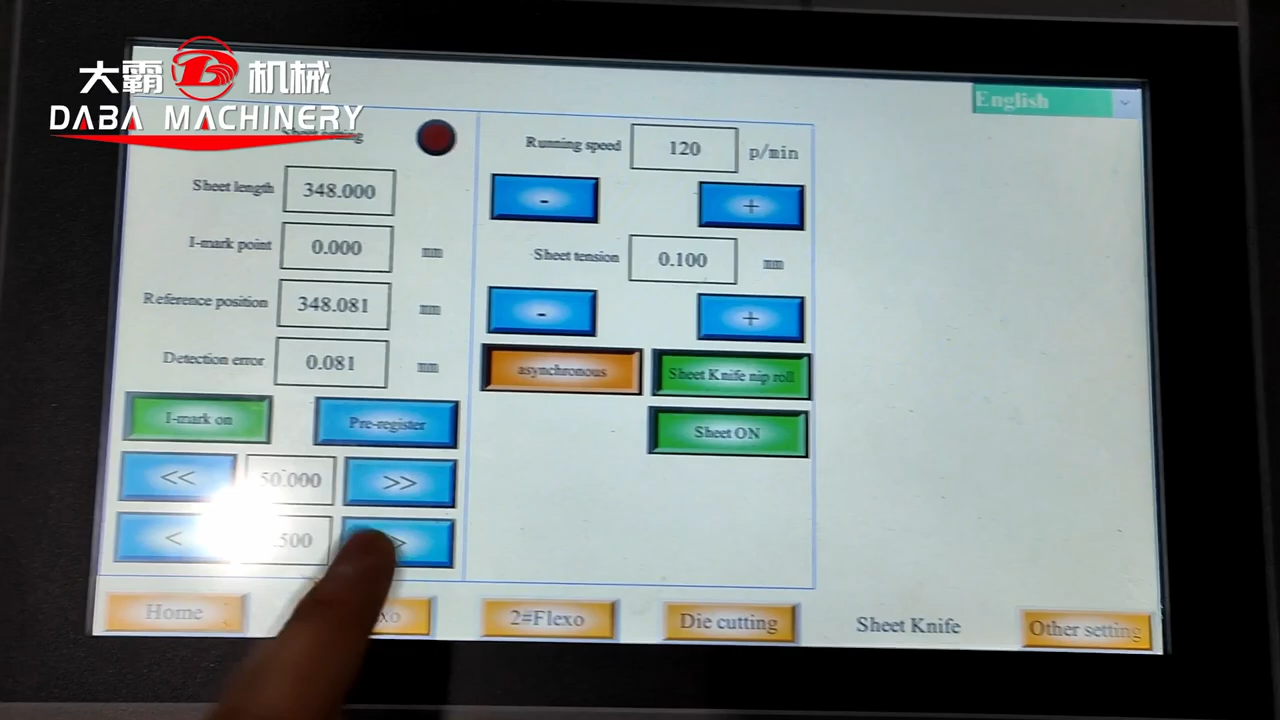 大霸机械
DABA MACHINERY
English
Sheet length 348.000
I-mark point 0.000 mm
Reference position 348.081 mm
Detection error 0.081 mm
I-mark on Pre-register
<< 50.000 >>
< .500 >
Running speed 120 p/min
- +
Sheet tension 0.100 mm
- +
asynchronous Sheet Knife nip roll
Sheet ON
Home 2#Flexo Die cutting Sheet Knife Other setting